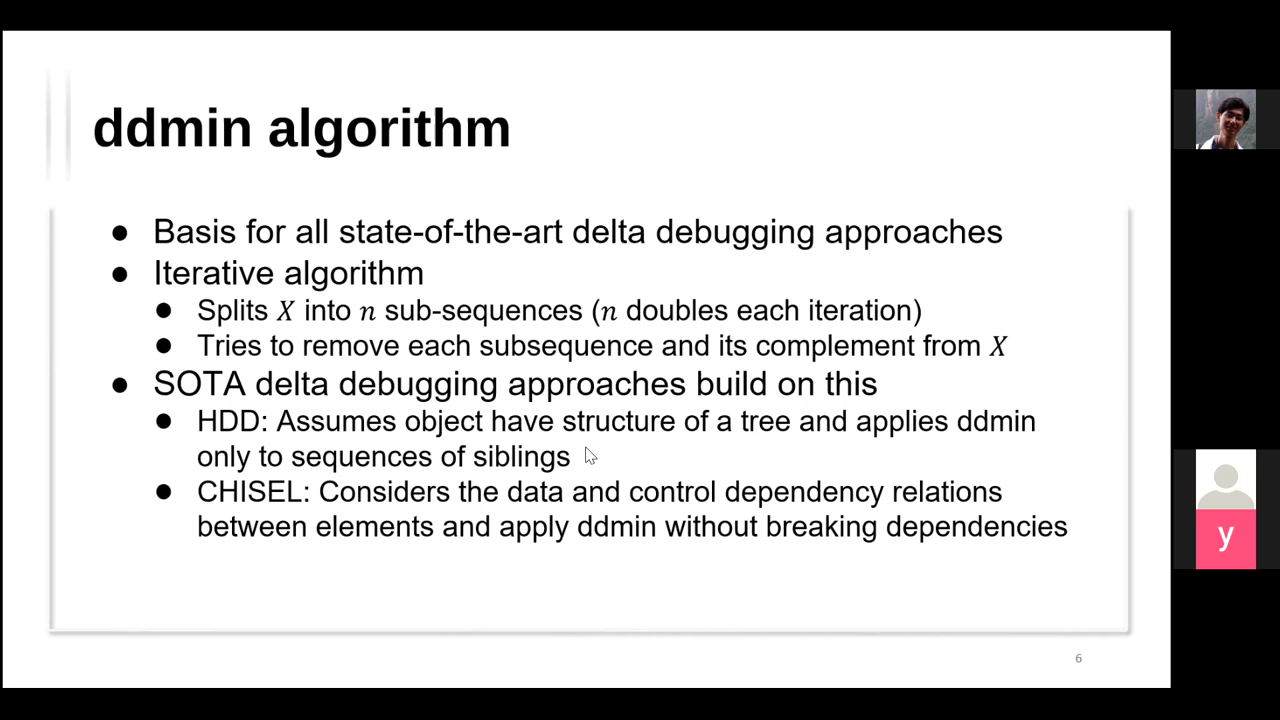 ddmin algorithm
● Basis for all state-of-the-art delta debugging approaches
● Iterative algorithm
● Splits X into n sub-sequences (n doubles each iteration)
● Tries to remove each subsequence and its complement from X
● SOTA delta debugging approaches build on this
● HDD: Assumes object have structure of a tree and applies ddmin
only to sequences of siblings
● CHISEL: Considers the data and control dependency relations
between elements and apply ddmin without breaking dependencies
6
y